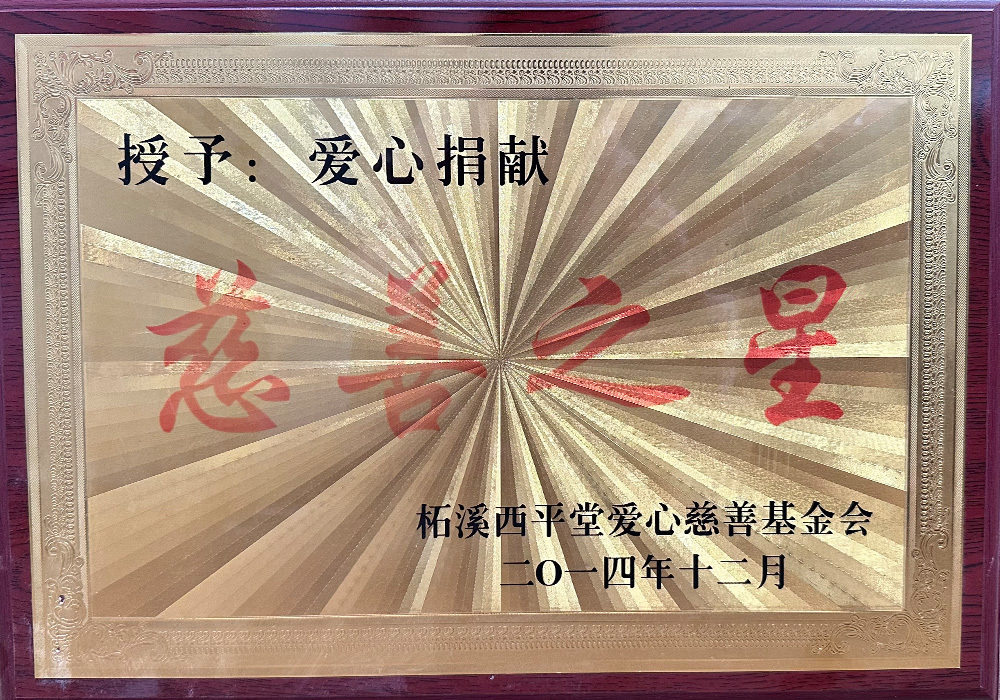 授予：爱心捐献
慈善之星
柘溪西平堂爱心慈善基金会
二O一四年十二月